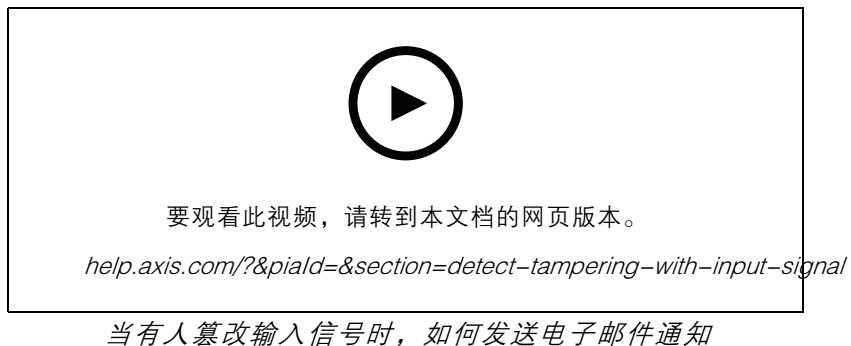 要观看此视频，请转到本文档的网页版本。
help.axis.com/?&piaId=&section=detect-tampering-with-input-signal
当有人篡改输入信号时，如何发送电子邮件通知